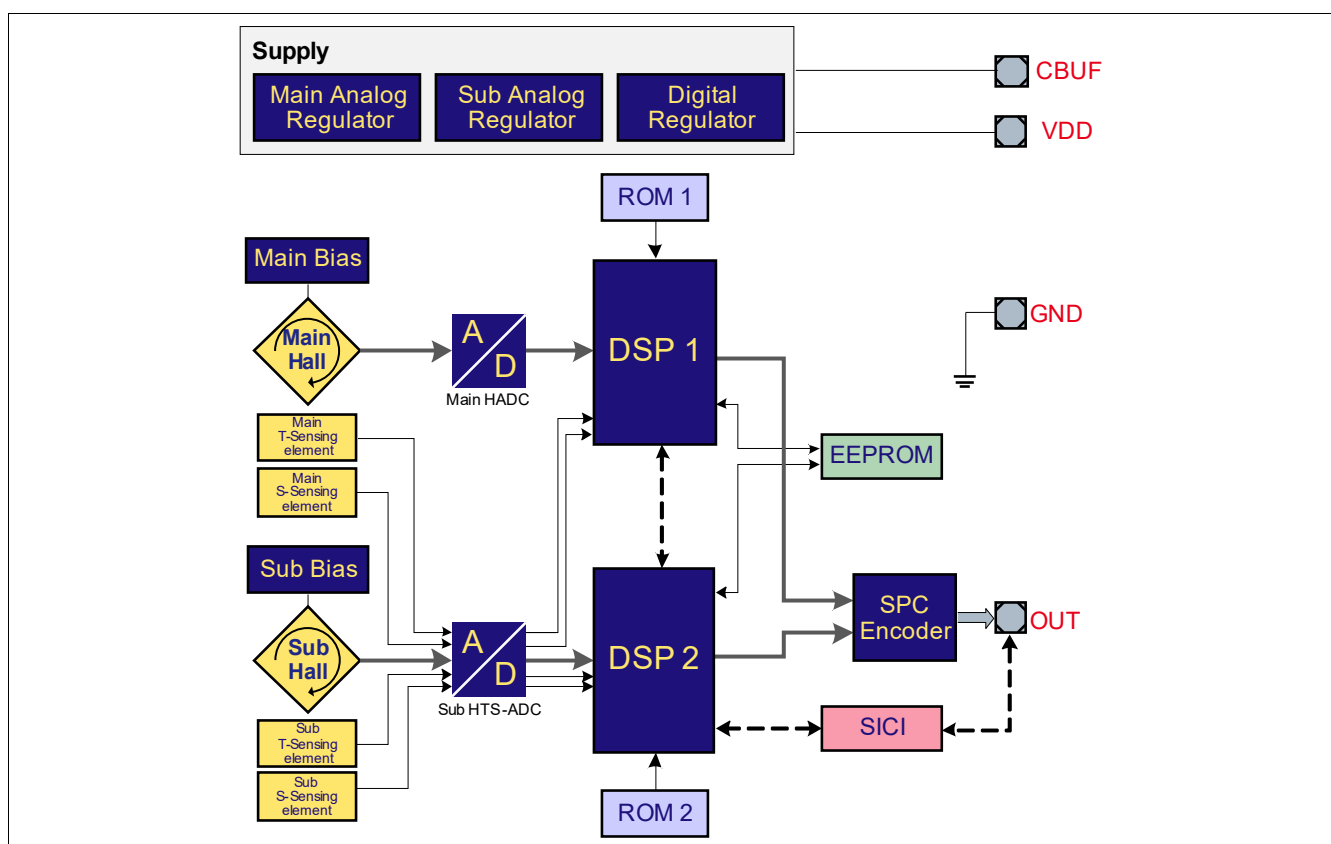 Supply
Main Analog
Regulator
Sub Analog
Regulator
Digital
Regulator
CBUF
VDD
ROM 1
Main Bias
Main
Hall
A
D
Main HADC
DSP 1
GND
Main
T-Sensing
element
Main
S-Sensing
element
EEPROM
Sub Bias
Sub
Hall
A
D
Sub HTS-ADC
DSP 2
SPC
Encoder
OUT
Sub
T-Sensing
element
Sub
S-Sensing
element
SICI
ROM 2